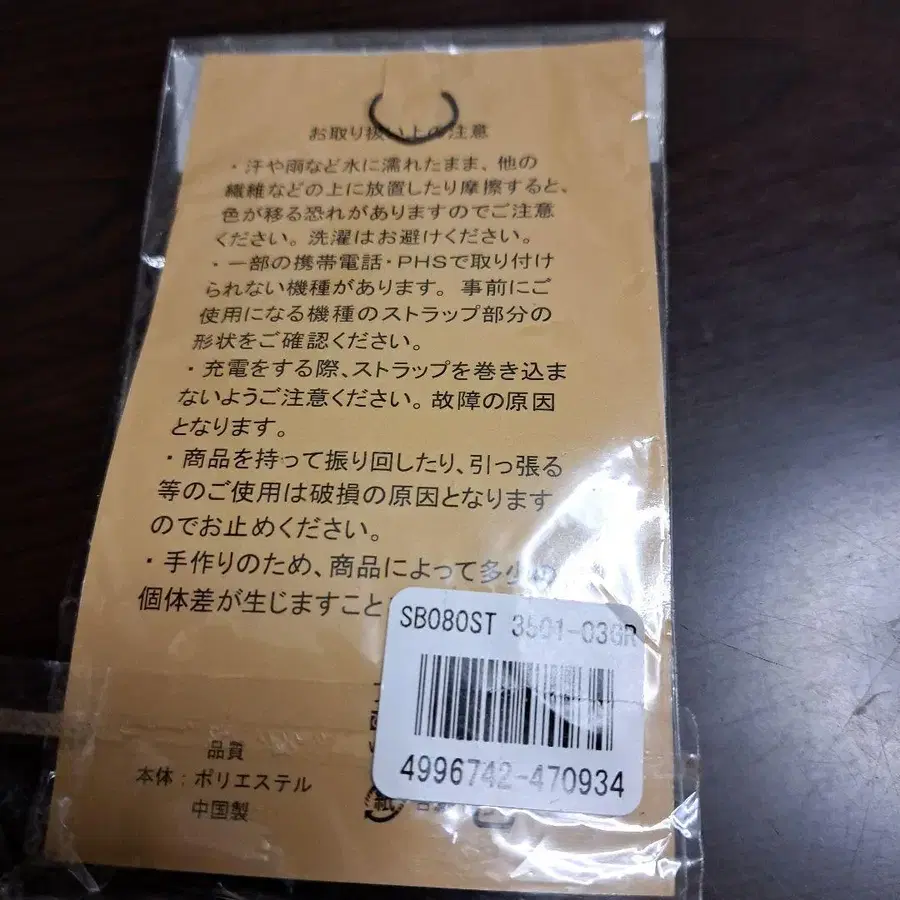 お取り扱い上の注意
・汗や雨など水に濡れたまま、他の
繊維などの上に放置したり摩擦すると、
色が移る恐れがありますのでご注意
ください。洗濯はお避けください。
・一部の携帯電話・PHSで取り付け
られない機種があります。事前にご
使用になる機種のストラップ部分の
形状をご確認ください。
・充電をする際、ストラップを巻き込ま
ないようご注意ください。故障の原因
となります。
・商品を持って振り回したり、引っ張る
等のご使用は破損の原因となります
のでお止めください。
・手作りのため、商品によって多少の
個体差が生じますこと
SB080ST 3501-03GR
4996742-470934
品質
本体：ポリエステル
中国製
紙